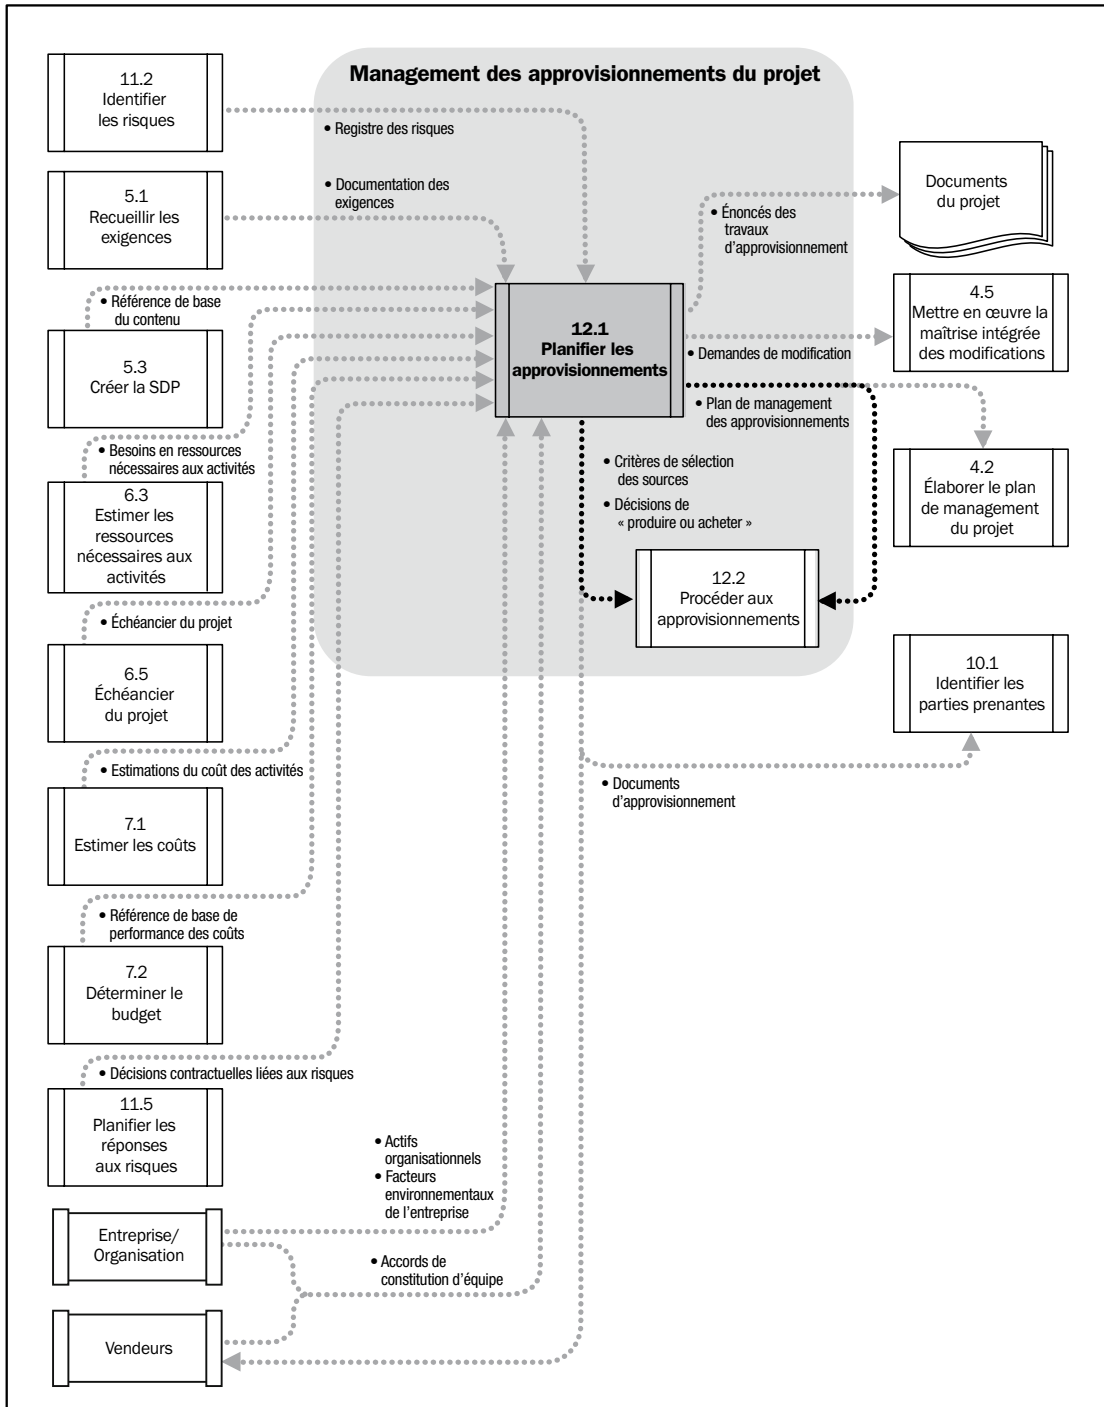 Management des approvisionnements du projet
11.2
Identifier
les risques
• Registre des risques
5.1
Recueillir les
exigences
• Documentation des
exigences
• Référence de base
du contenu
5.3
Créer la SDP
• Besoins en ressources
nécessaires aux activités
6.3
Estimer les
ressources
nécessaires aux
activités
• Échéancier du projet
6.5
Échéancier
du projet
• Estimations du coût des activités
7.1
Estimer les coûts
• Référence de base de
performance des coûts
7.2
Déterminer le
budget
• Décisions contractuelles liées aux risques
11.5
Planifier les
réponses
aux risques
Entreprise/
Organisation
Vendeurs
• Actifs
organisationnels
• Facteurs
environnementaux
de l’entreprise
• Accords de
constitution d’équipe
12.1
Planifier les
approvisionnements
• Énoncés des
travaux
d’approvisionnement
• Demandes de modification
• Plan de management
des approvisionnements
• Critères de sélection
des sources
• Décisions de
« produire ou acheter »
12.2
Procéder aux
approvisionnements
• Documents
d’approvisionnement
Documents
du projet
4.5
Mettre en œuvre la
maîtrise intégrée
des modifications
4.2
Élaborer le plan
de management
du projet
10.1
Identifier les
parties prenantes